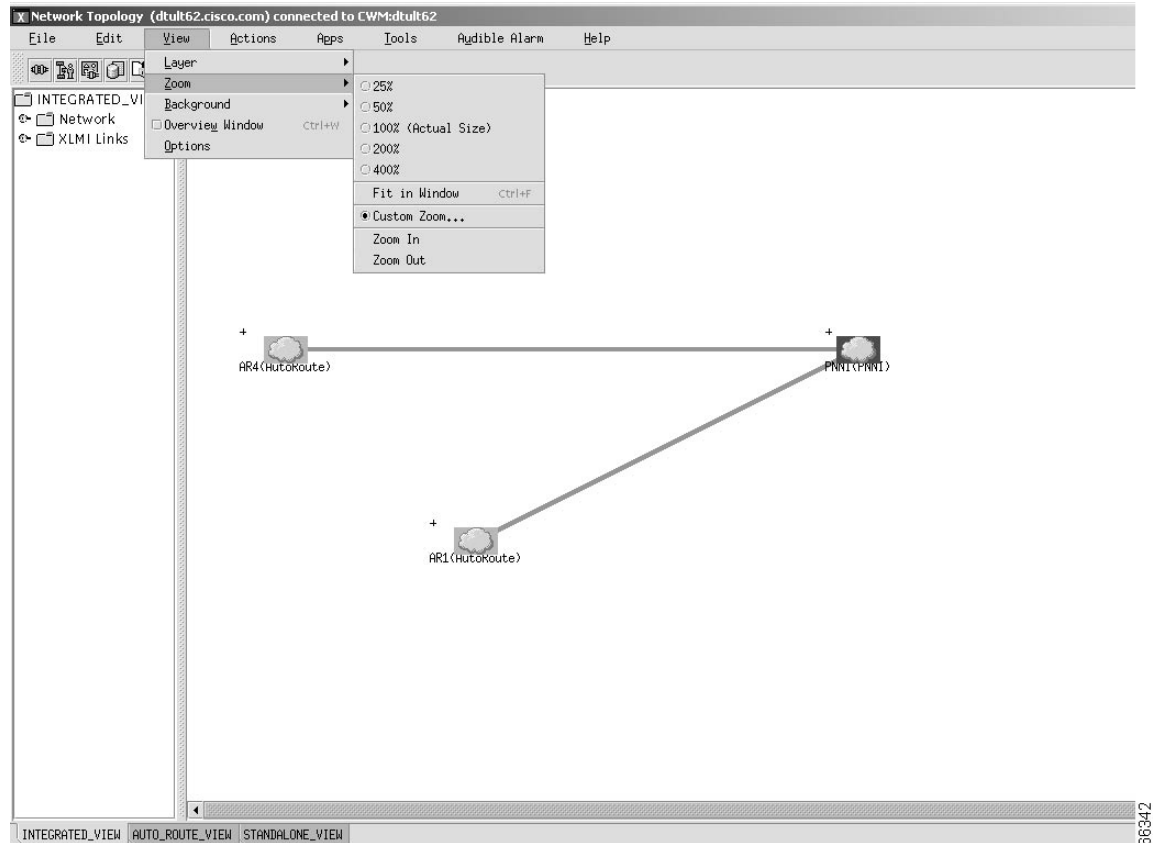 X Network Topology (dtult62.cisco.com) connected to CWM:dtult62
File Edit View Actions Apps Tools Audible Alarm Help
Layer
Zoom
Background
Overview Window Ctrl+W
Options
25%
50%
100% (Actual Size)
200%
400%
Fit in Window Ctrl+F
Custom Zoom...
Zoom In
Zoom Out
INTEGRATED_VI
Network
XLMI Links
AR4(AutoRoute)
PNNI(PNNI)
AR1(AutoRoute)
INTEGRATED_VIEW AUTO_ROUTE_VIEW STANDALONE_VIEW
66342